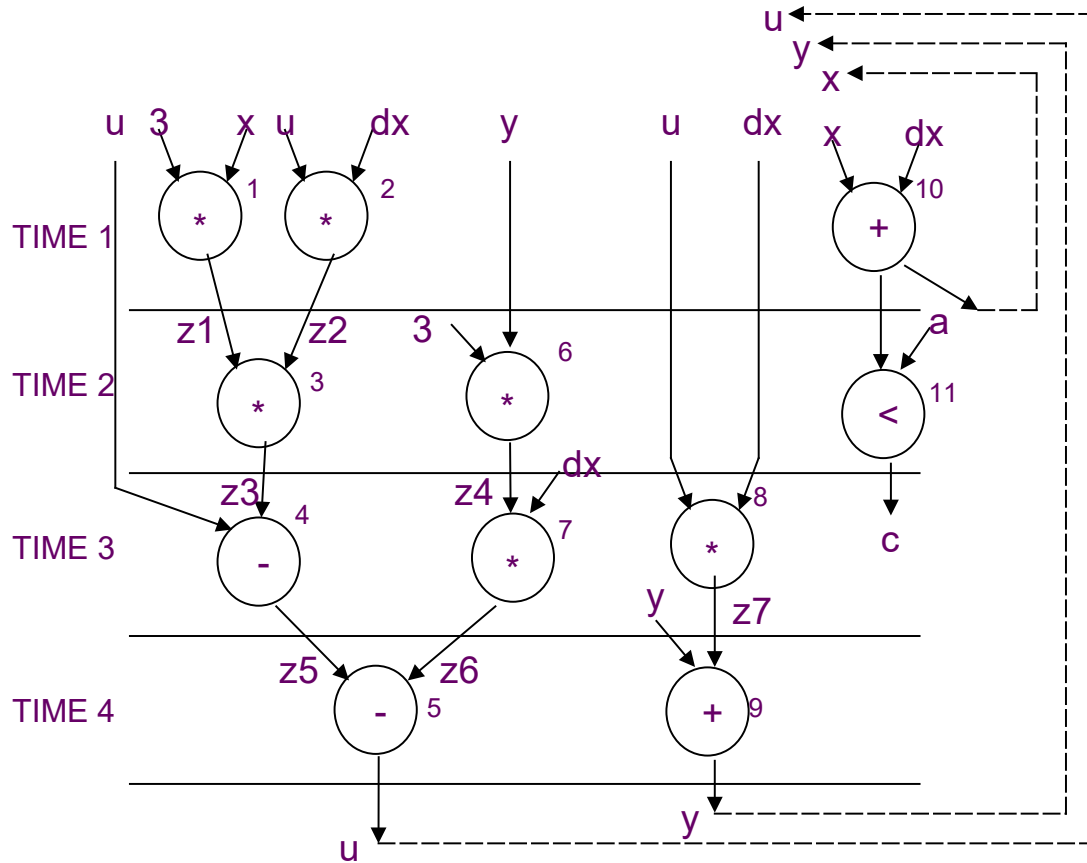 u
y
x
u 3 x u dx y u dx x dx
1 2 10
* * +
TIME 1
z1 z2 3 a
6
TIME 2 3 11
* * <
dx
z3 z4 8
4 7 c
TIME 3 - * *
y z7
z5 z6
TIME 4 - 5 + 9
y
u